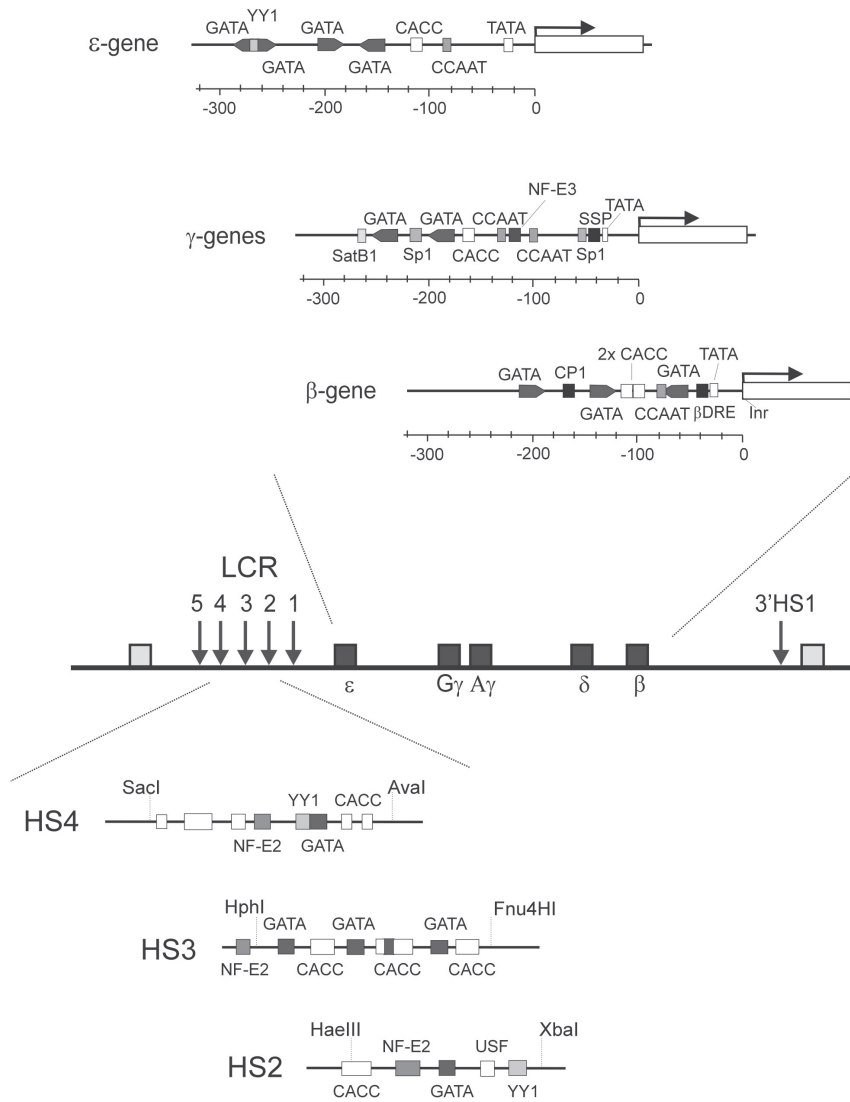 YY1
GATA GATA CACC TATA
ε-gene
GATA GATA CCAAT
-300 -200 -100 0
NF-E3
TATA
GATA GATA CCAAT SSP
γ-genes
SatB1 Sp1 CACC CCAAT Sp1
-300 -200 -100 0
2x CACC TATA
GATA CP1 GATA
β-gene
GATA CCAAT βDRE Inr
-300 -200 -100 0
LCR
5 4 3 2 1 3'HS1
ε Gγ Aγ δ β
SacI AvaI
YY1 CACC
HS4
NF-E2 GATA
HphI Fnu4HI
GATA GATA GATA
HS3
NF-E2 CACC CACC CACC
HaeIII XbaI
NF-E2 USF
HS2
CACC GATA YY1